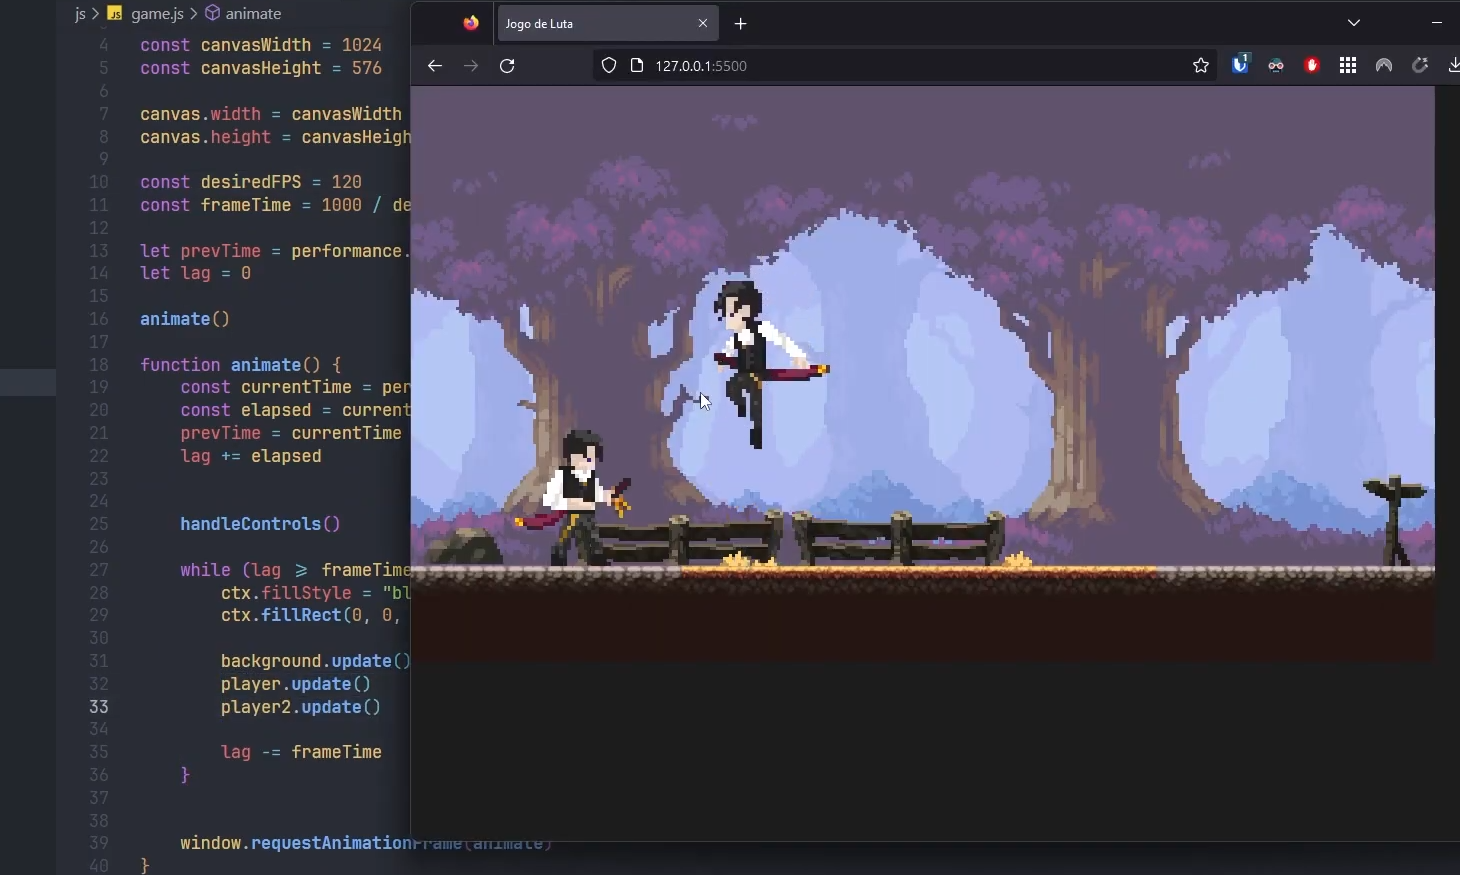 js > JS game.js > animate
4 const canvasWidth = 1024
5 const canvasHeight = 576
6
7 canvas.width = canvasWidth
8 canvas.height = canvasHeigh
9
10 const desiredFPS = 120
11 const frameTime = 1000 / de
12
13 let prevTime = performance.
14 let lag = 0
15
16 animate()
17
18 function animate() {
19 const currentTime = per
20 const elapsed = current
21 prevTime = currentTime
22 lag += elapsed
23
24
25 handleControls()
26
27 while (lag >= frameTime
28 ctx.fillStyle = "bl
29 ctx.fillRect(0, 0,
30
31 background.update()
32 player.update()
33 player2.update()
34
35 lag -= frameTime
36 }
37
38
39 window.requestAnimationFrame(animate)
40 }
Jogo de Luta
127.0.0.1:5500
1